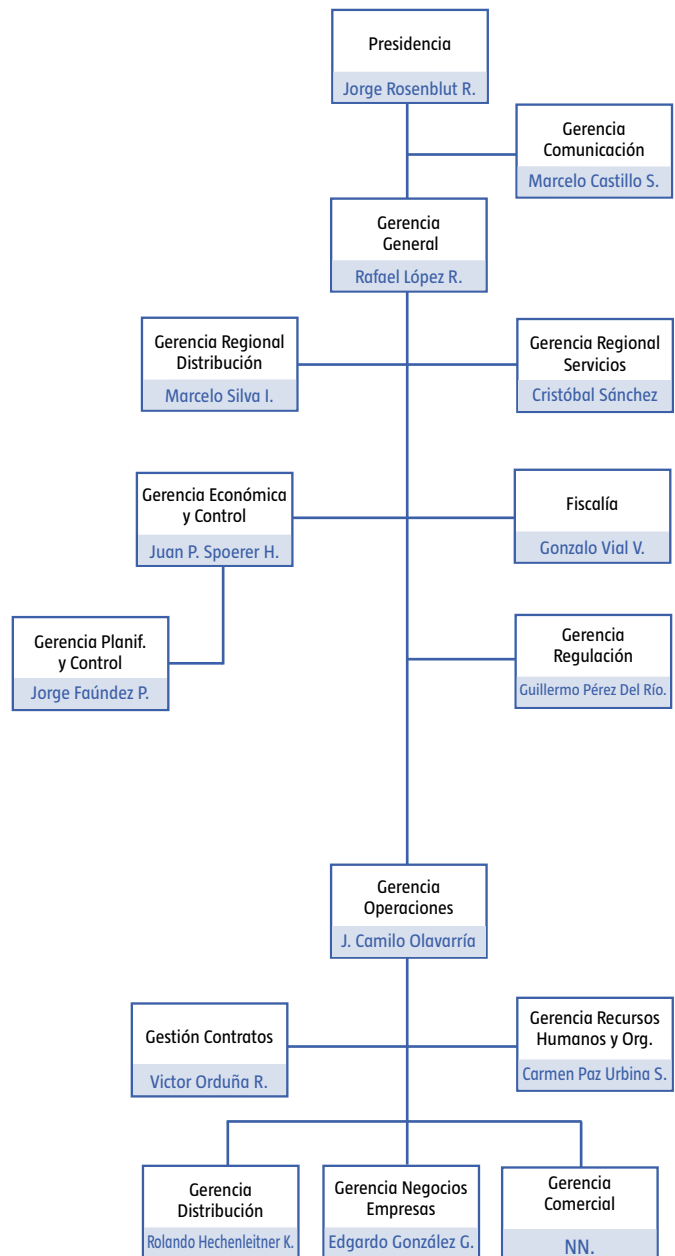 Presidencia
Jorge Rosenblut R.
Gerencia
Comunicación
Marcelo Castillo S.
Gerencia
General
Rafael López R.
Gerencia Regional
Distribución
Marcelo Silva I.
Gerencia Regional
Servicios
Cristóbal Sánchez
Gerencia Económica
y Control
Juan P. Spoerer H.
Fiscalía
Gonzalo Vial V.
Gerencia Planif.
y Control
Jorge Faúndez P.
Gerencia
Regulación
Guillermo Pérez Del Río.
Gerencia
Operaciones
J. Camilo Olavarría
Gestión Contratos
Victor Orduña R.
Gerencia Recursos
Humanos y Org.
Carmen Paz Urbina S.
Gerencia
Distribución
Rolando Hechenleitner K.
Gerencia Negocios
Empresas
Edgardo González G.
Gerencia
Comercial
NN.